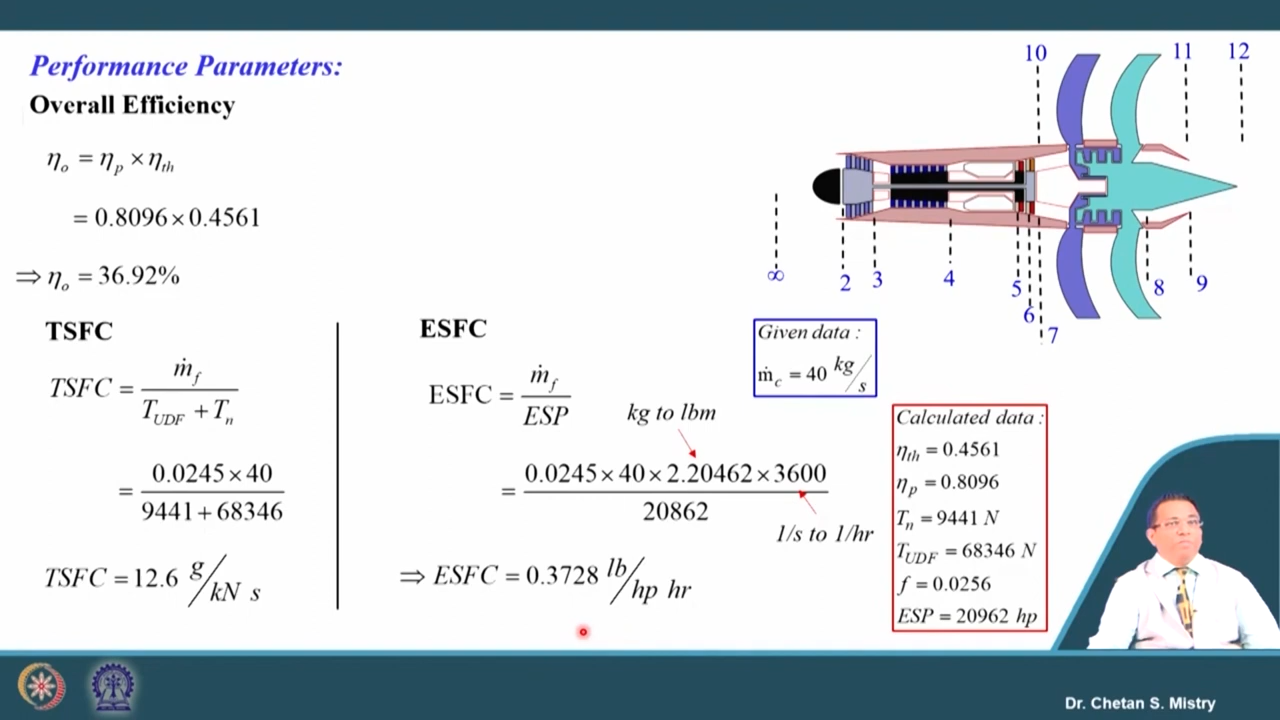 Performance Parameters:
Overall Efficiency
η_o = η_p × η_th
= 0.8096 × 0.4561
⇒ η_o = 36.92%
TSFC
TSFC = ṁ_f / (T_UDF + T_n)
= (0.0245 × 40) / (9441 + 68346)
TSFC = 12.6 g/kN s
ESFC
ESFC = ṁ_f / ESP
kg to lbm
= (0.0245 × 40 × 2.20462 × 3600) / 20862
1/s to 1/hr
⇒ ESFC = 0.3728 lb/hp hr
10 11 12
∞ 2 3 4 5 6 7 8 9
Given data :
ṁ_c = 40 kg/s
Calculated data :
η_th = 0.4561
η_p = 0.8096
T_n = 9441 N
T_UDF = 68346 N
f = 0.0256
ESP = 20962 hp
Dr. Chetan S. Mistry